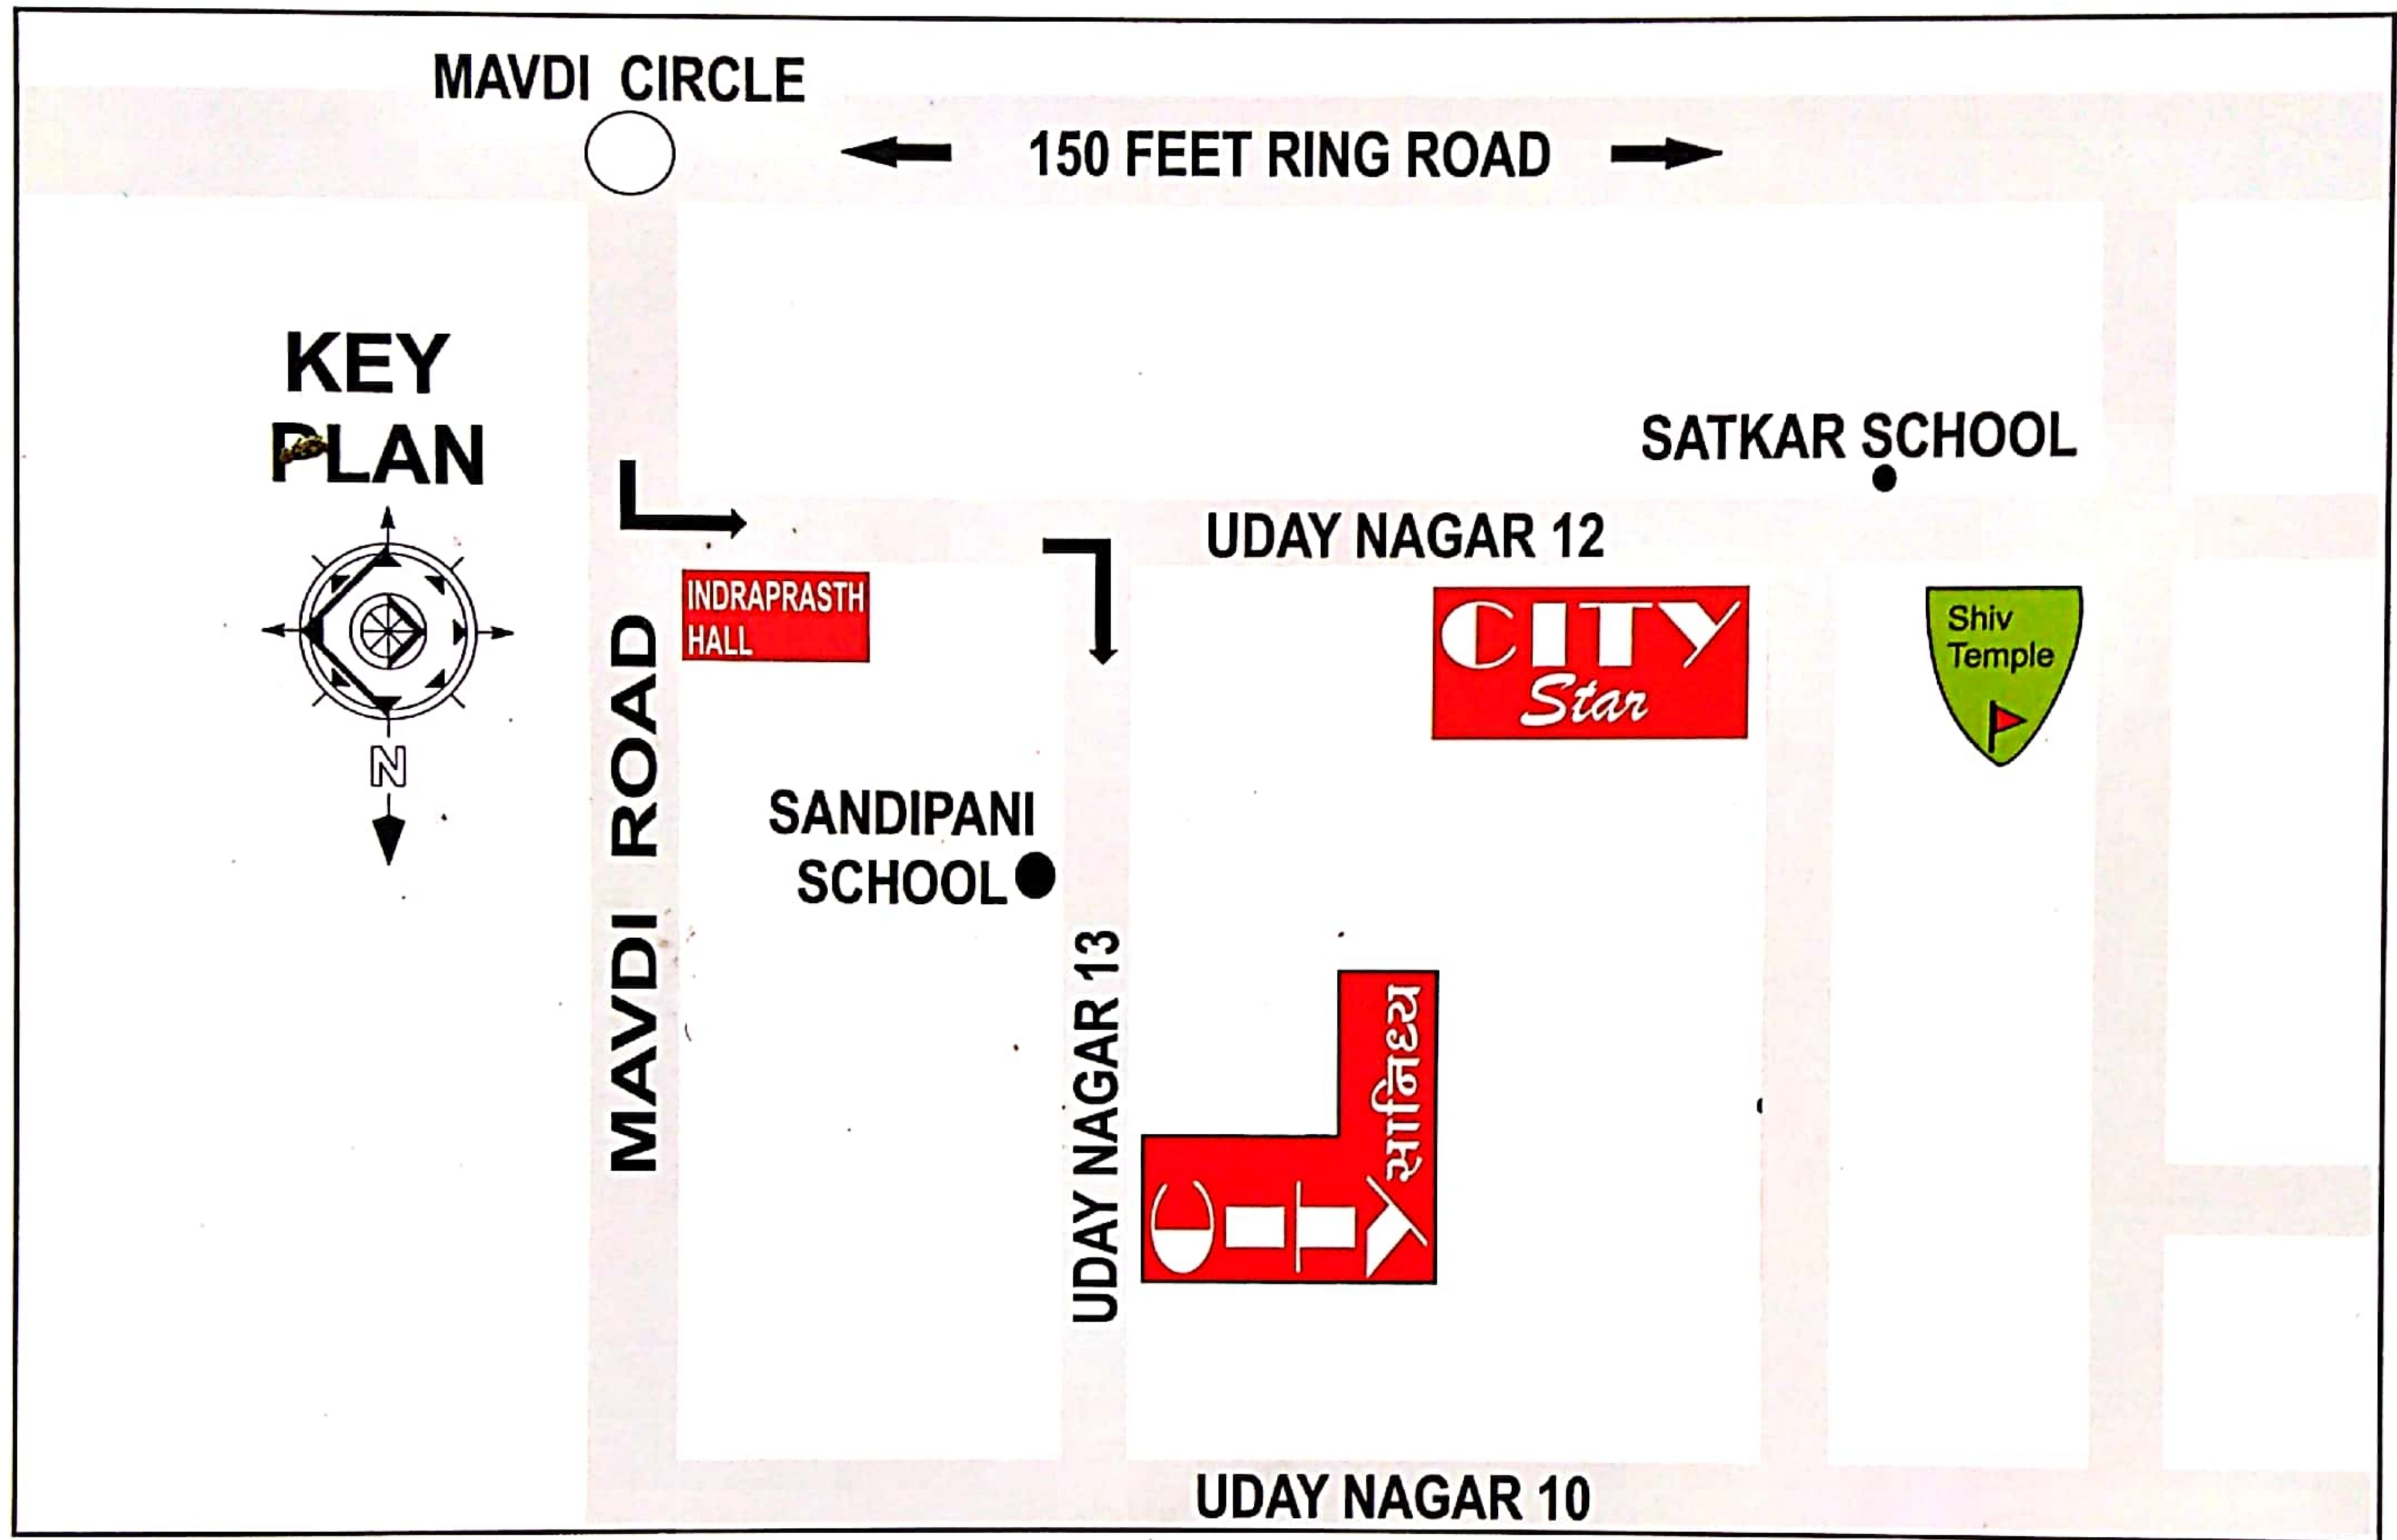 MAVDI CIRCLE
150 FEET RING ROAD
KEY
PLAN
SATKAR SCHOOL
UDAY NAGAR 12
INDRAPRASTH
HALL
CITY
Star
Shiv
Temple
N
MAVDI ROAD
SANDIPANI
SCHOOL
UDAY NAGAR 13
CITY
सानिध्य
UDAY NAGAR 10